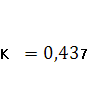 K = 0,437